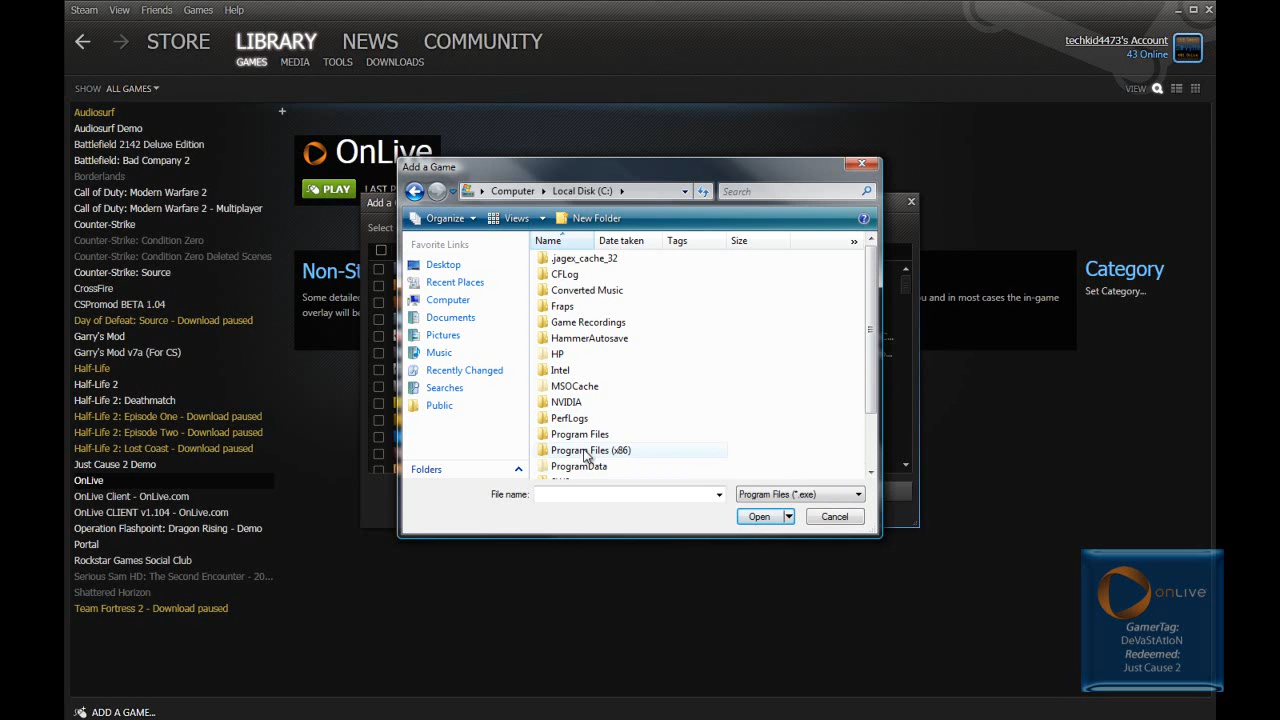 Steam View Friends Games Help
STORE LIBRARY NEWS COMMUNITY
techkid4473's Account
43 Online
GAMES MEDIA TOOLS DOWNLOADS
SHOW ALL GAMES
VIEW
Audiosurf
Audiosurf Demo
Battlefield 2142 Deluxe Edition
Battlefield: Bad Company 2
Borderlands
Call of Duty: Modern Warfare 2
Call of Duty: Modern Warfare 2 - Multiplayer
Counter-Strike
Counter-Strike: Condition Zero
Counter-Strike: Condition Zero Deleted Scenes
Counter-Strike: Source
CrossFire
CSPromod BETA 1.04
Day of Defeat: Source - Download paused
Garry's Mod
Garry's Mod v7a (For CS)
Half-Life
Half-Life 2
Half-Life 2: Deathmatch
Half-Life 2: Episode One - Download paused
Half-Life 2: Episode Two - Download paused
Half-Life 2: Lost Coast - Download paused
Just Cause 2 Demo
OnLive
OnLive Client - OnLive.com
OnLive CLIENT v1.104 - OnLive.com
Operation Flashpoint: Dragon Rising - Demo
Portal
Rockstar Games Social Club
Serious Sam HD: The Second Encounter - 20...
Shattered Horizon
Team Fortress 2 - Download paused
ADD A GAME...
OnLive
PLAY
LAST P
Non-St
Some detailed
overlay will be
Add a
Select
u and in most cases the in-game
Category
Set Category...
Add a Game
Computer Local Disk (C:)
Search
Organize Views New Folder
Favorite Links
Desktop
Recent Places
Computer
Documents
Pictures
Music
Recently Changed
Searches
Public
Folders
Name Date taken Tags Size »
.jagex_cache_32
CFLog
Converted Music
Fraps
Game Recordings
HammerAutosave
HP
Intel
MSOCache
NVIDIA
PerfLogs
Program Files
Program Files (x86)
ProgramData
File name:
Program Files (*.exe)
Open Cancel
onLive
GamerTag:
DeVaStAtIoN
Redeemed:
Just Cause 2